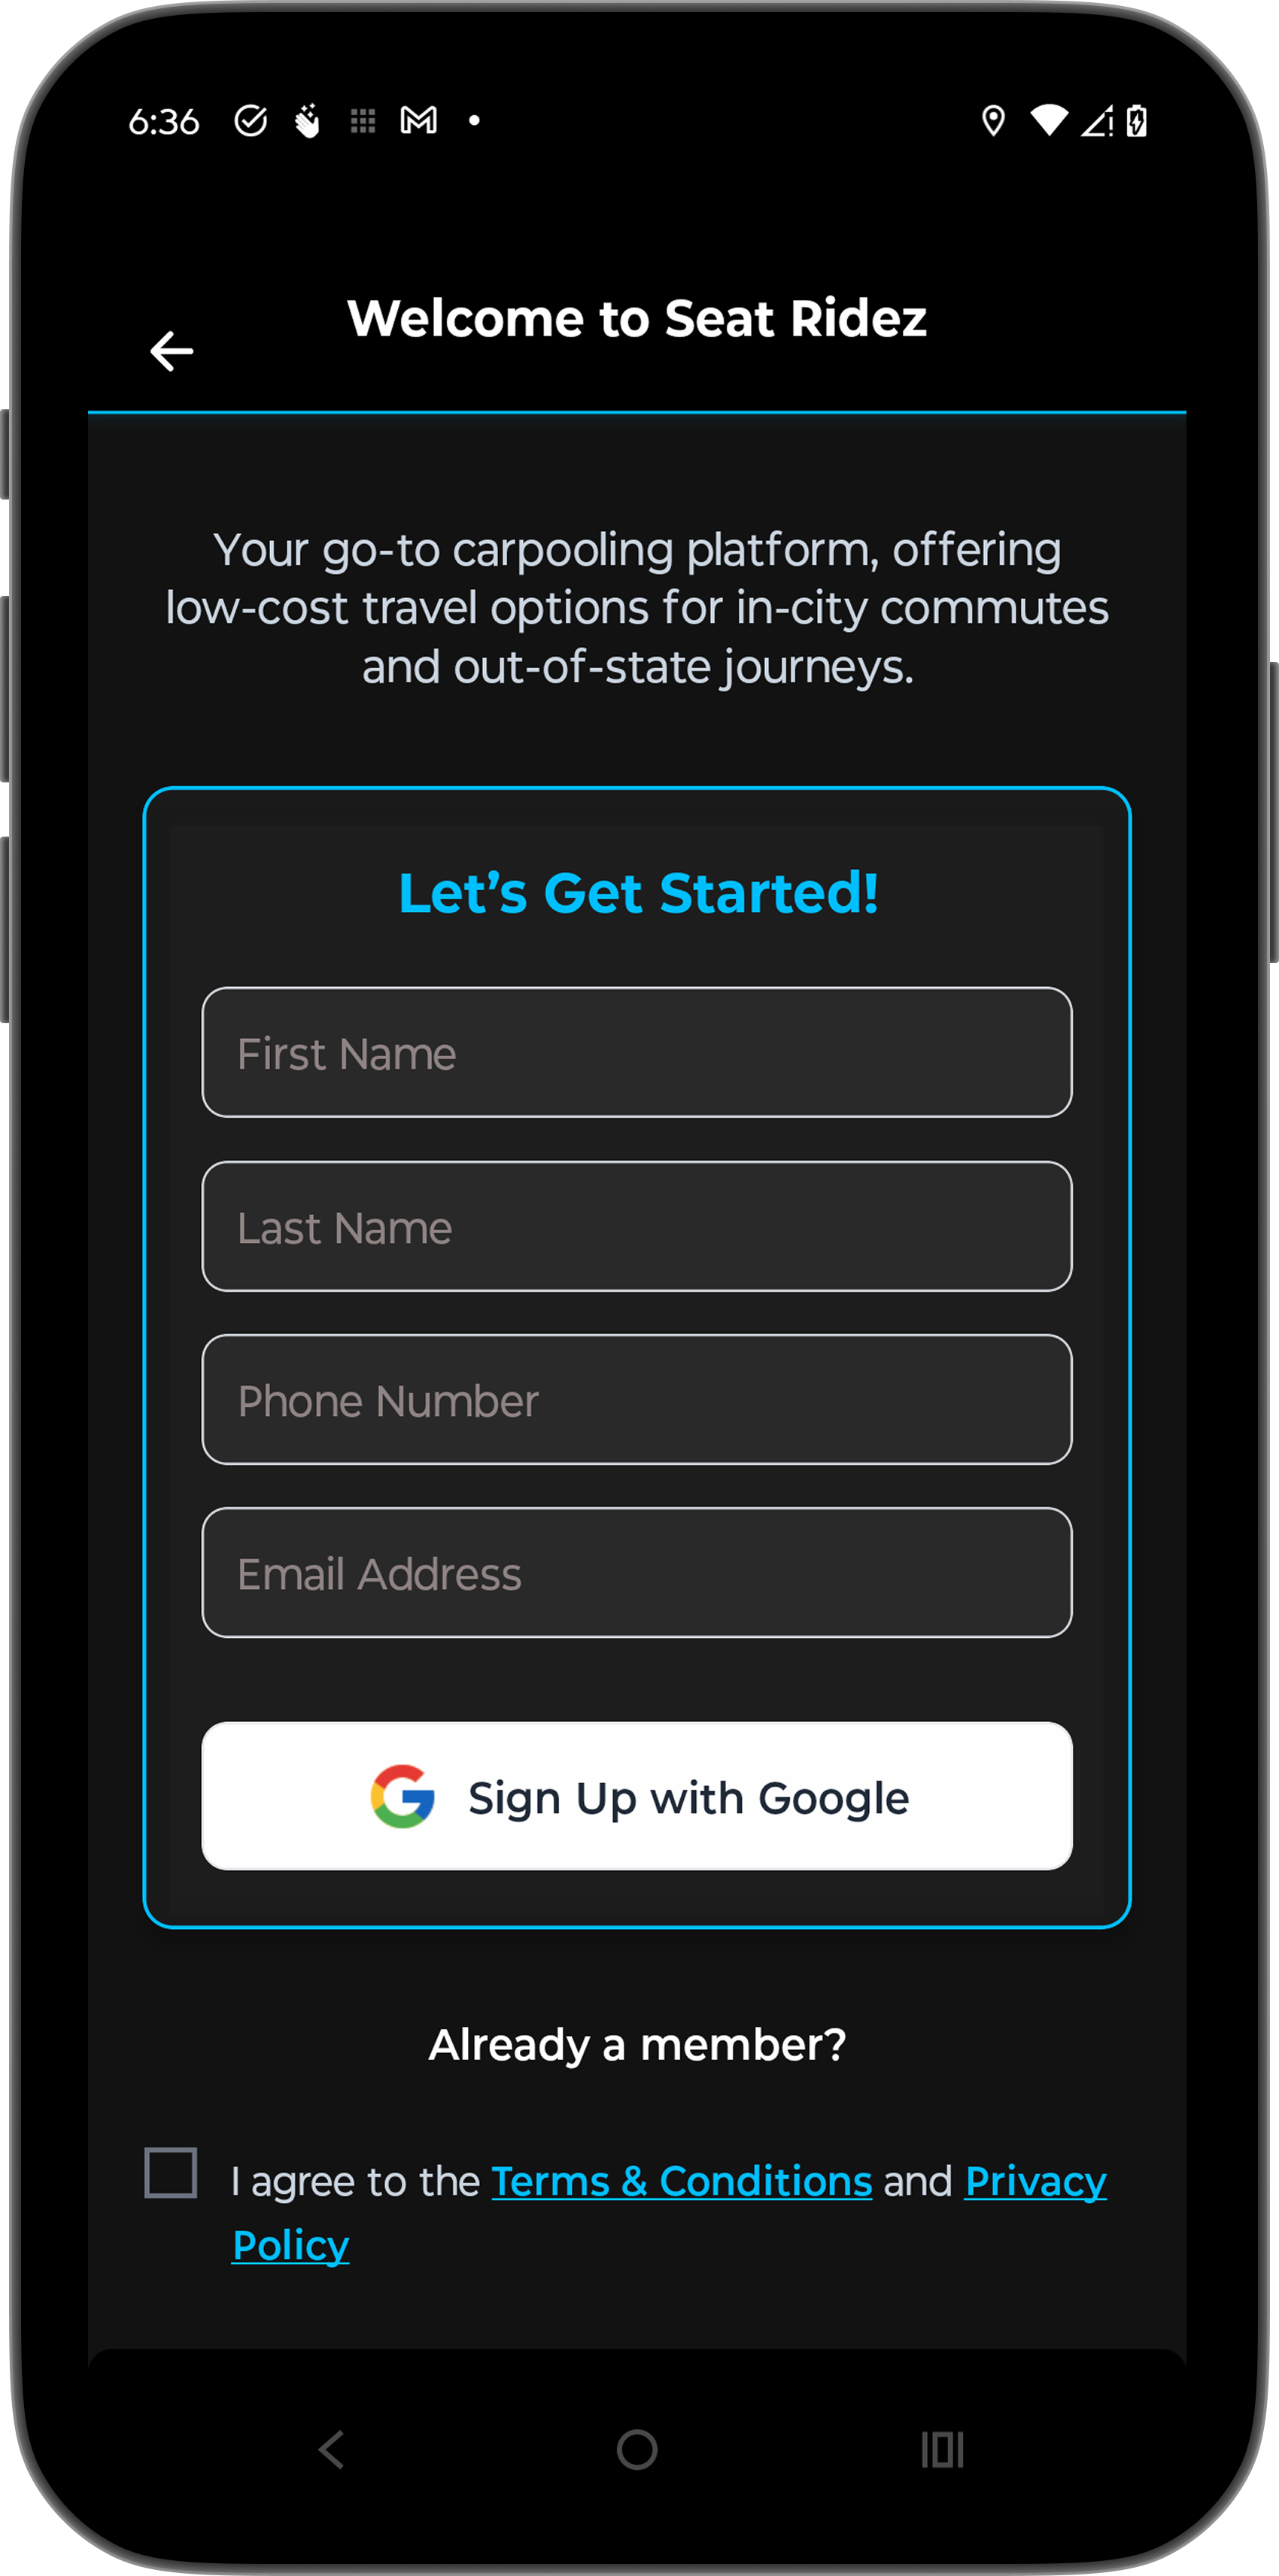 6:36
Welcome to Seat Ridez
Your go-to carpooling platform, offering
low-cost travel options for in-city commutes
and out-of-state journeys.
Let’s Get Started!
First Name
Last Name
Phone Number
Email Address
Sign Up with Google
Already a member?
I agree to the Terms & Conditions and Privacy
Policy